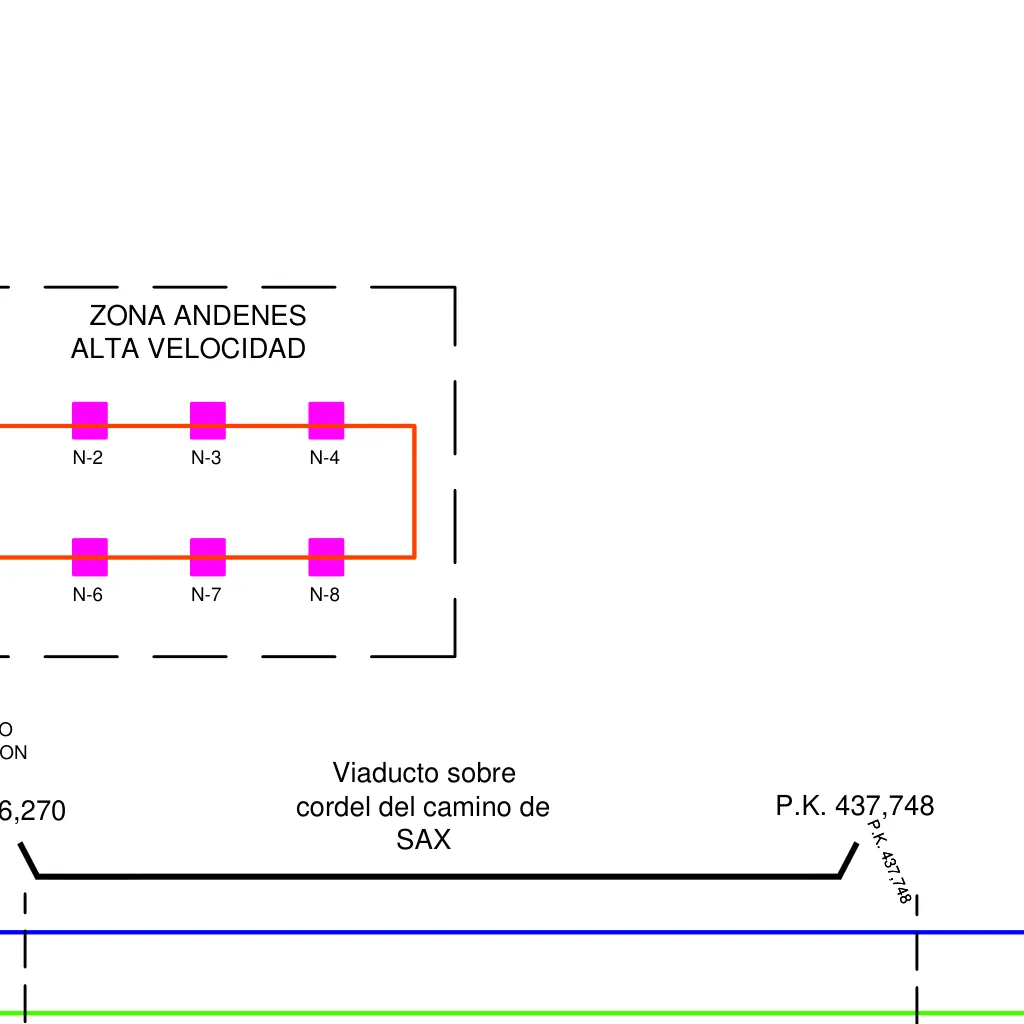 ZONA ANDENES
ALTA VELOCIDAD
N-2
N-3
N-4
N-6
N-7
N-8
O
ON
6,270
Viaducto sobre
cordel del camino de
SAX
P.K. 437,748
P.K. 437,748